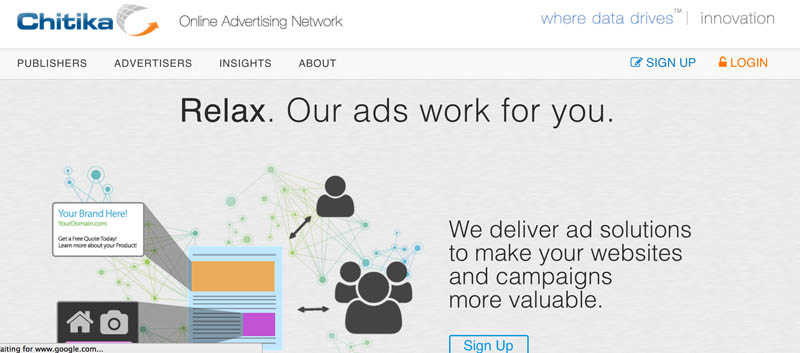 Chitika
Online Advertising Network
where data drives™ | innovation
PUBLISHERS ADVERTISERS INSIGHTS ABOUT
SIGN UP LOGIN
Relax. Our ads work for you.
Your Brand Here!
YourDomain.com
Get a Free Quote Today!
Learn more about your Product!
We deliver ad solutions
to make your websites
and campaigns
more valuable.
Sign Up
aiting for www.google.com...